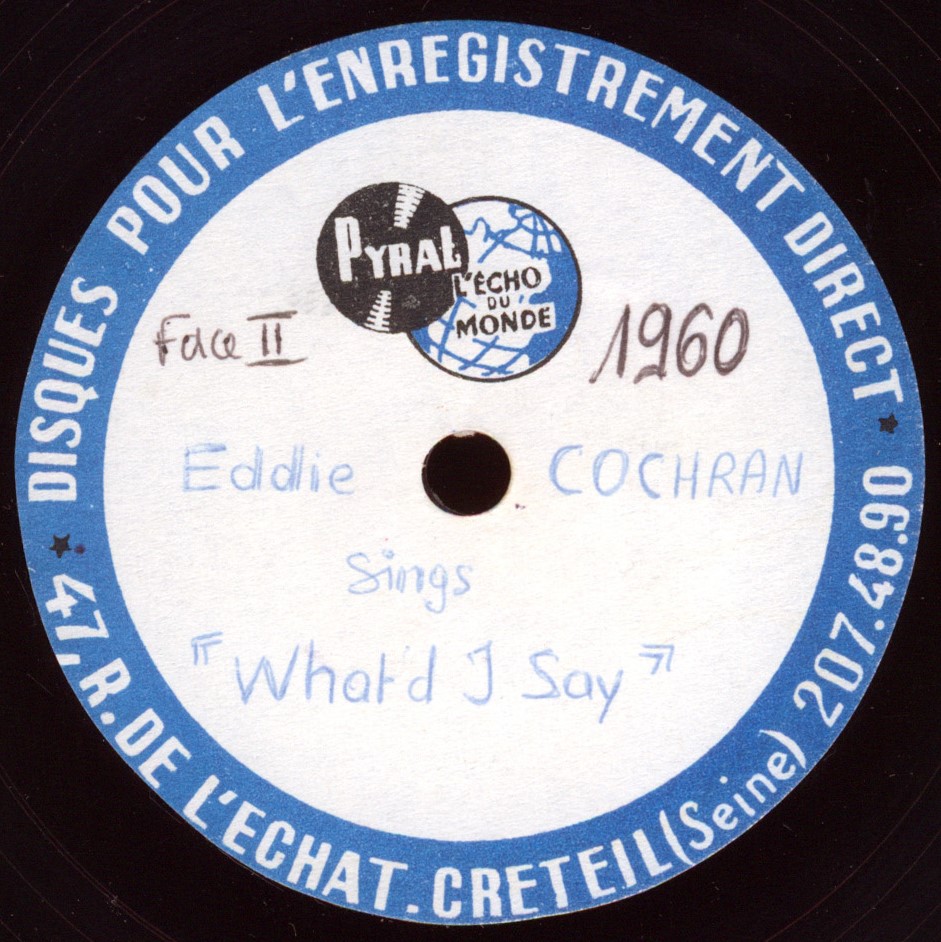 DISQUES POUR L'ENREGISTREMENT DIRECT
PYRAL
L'ÉCHO
DU
MONDE
Face II
1960
Eddie COCHRAN
Sings
"What'd I Say"
47, R. DE L'ECHAT. CRETEIL (Seine) 207.48.90